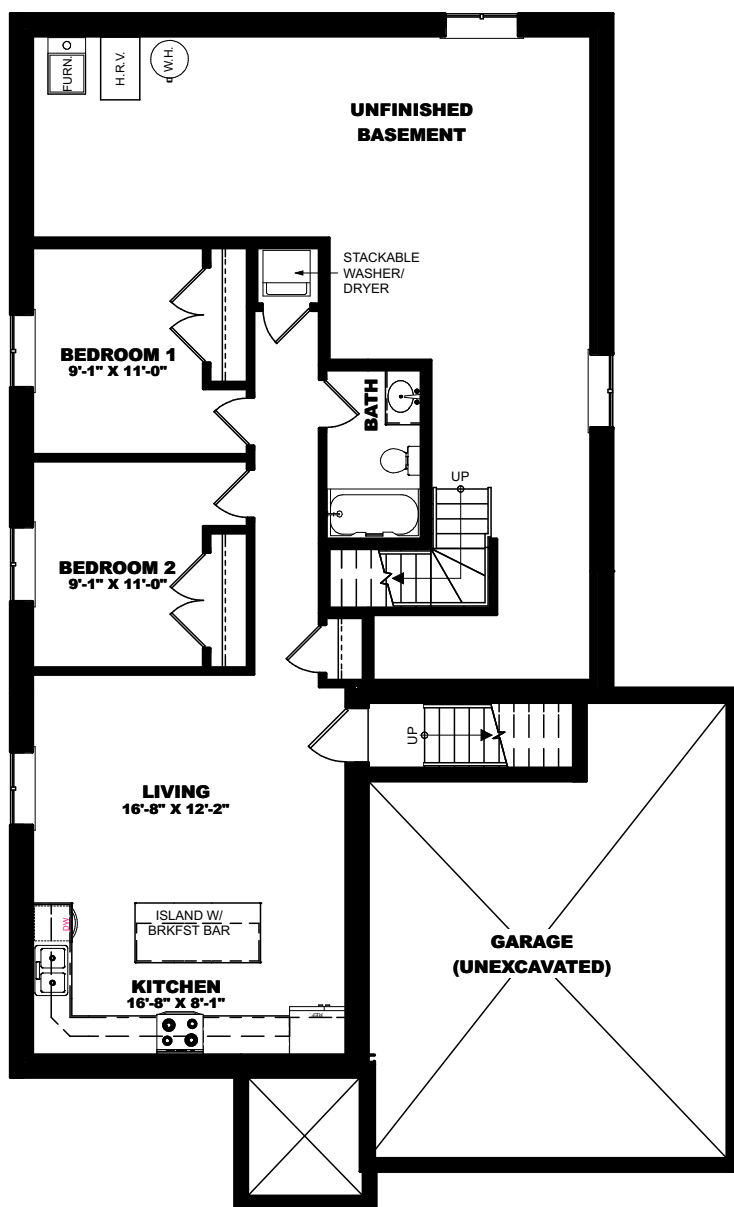 FURN.
H.R.V.
W.H.
UNFINISHED
BASEMENT
STACKABLE
WASHER/
DRYER
BEDROOM 1
9'-1" X 11'-0"
BATH
UP
BEDROOM 2
9'-1" X 11'-0"
UP
LIVING
16'-8" X 12'-2"
DW
ISLAND W/
BRKFST BAR
GARAGE
(UNEXCAVATED)
KITCHEN
16'-8" X 8'-1"